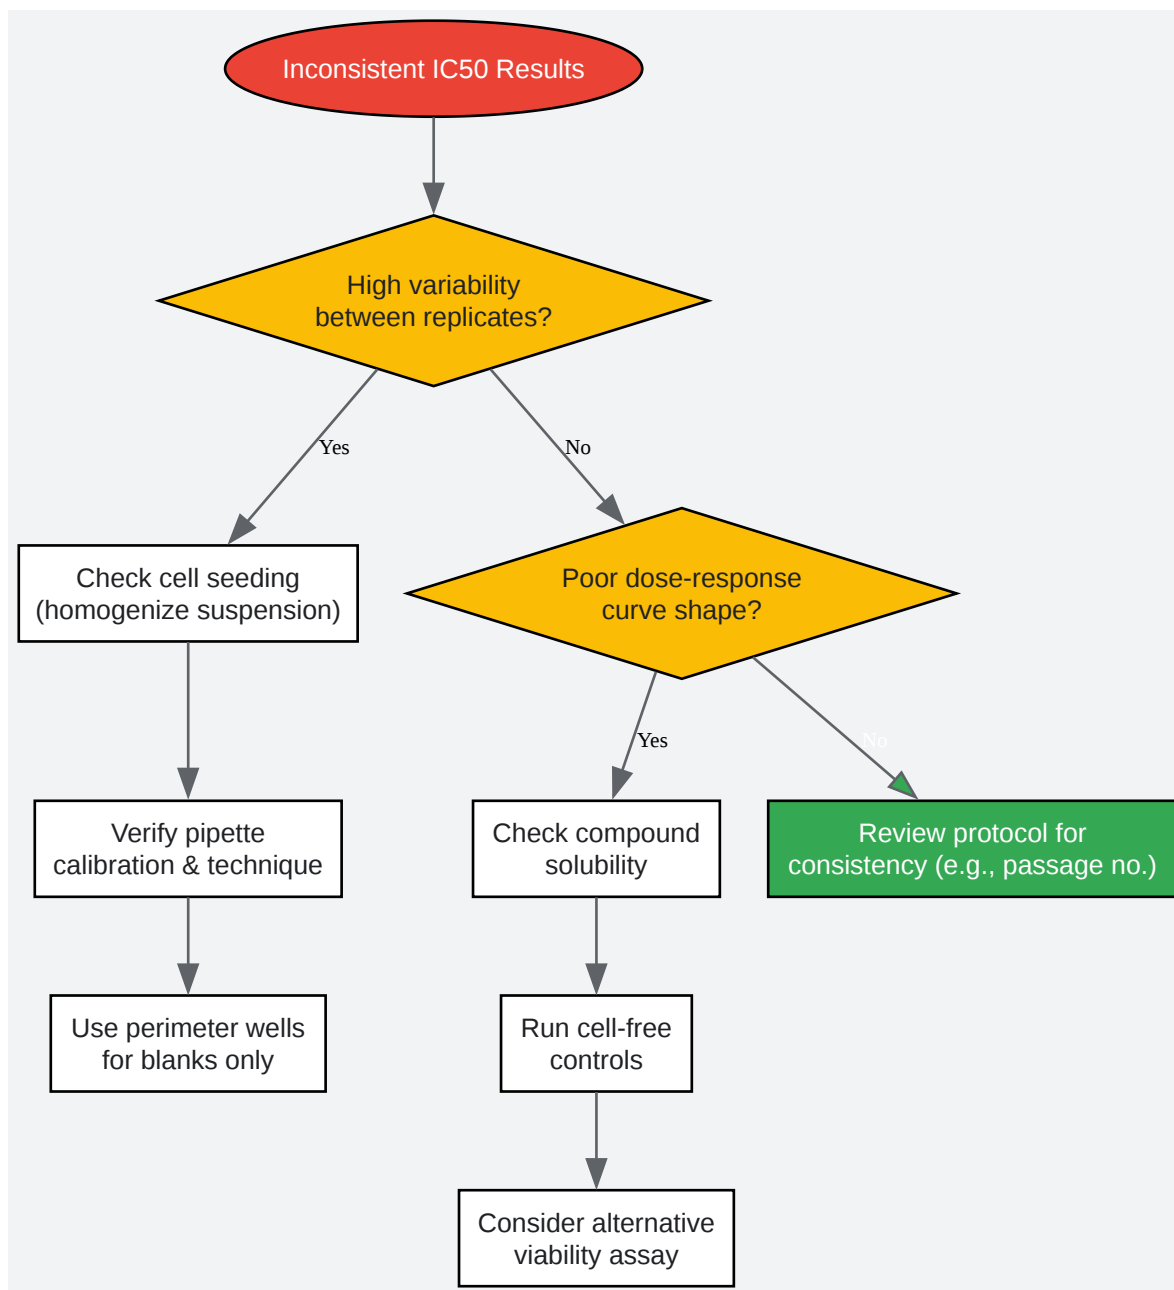 Inconsistent IC50 Results
High variability
between replicates?
Yes
No
Check cell seeding
(homogenize suspension)
Poor dose-response
curve shape?
Yes
No
Verify pipette
calibration & technique
Check compound
solubility
Review protocol for
consistency (e.g., passage no.)
Use perimeter wells
for blanks only
Run cell-free
controls
Consider alternative
viability assay